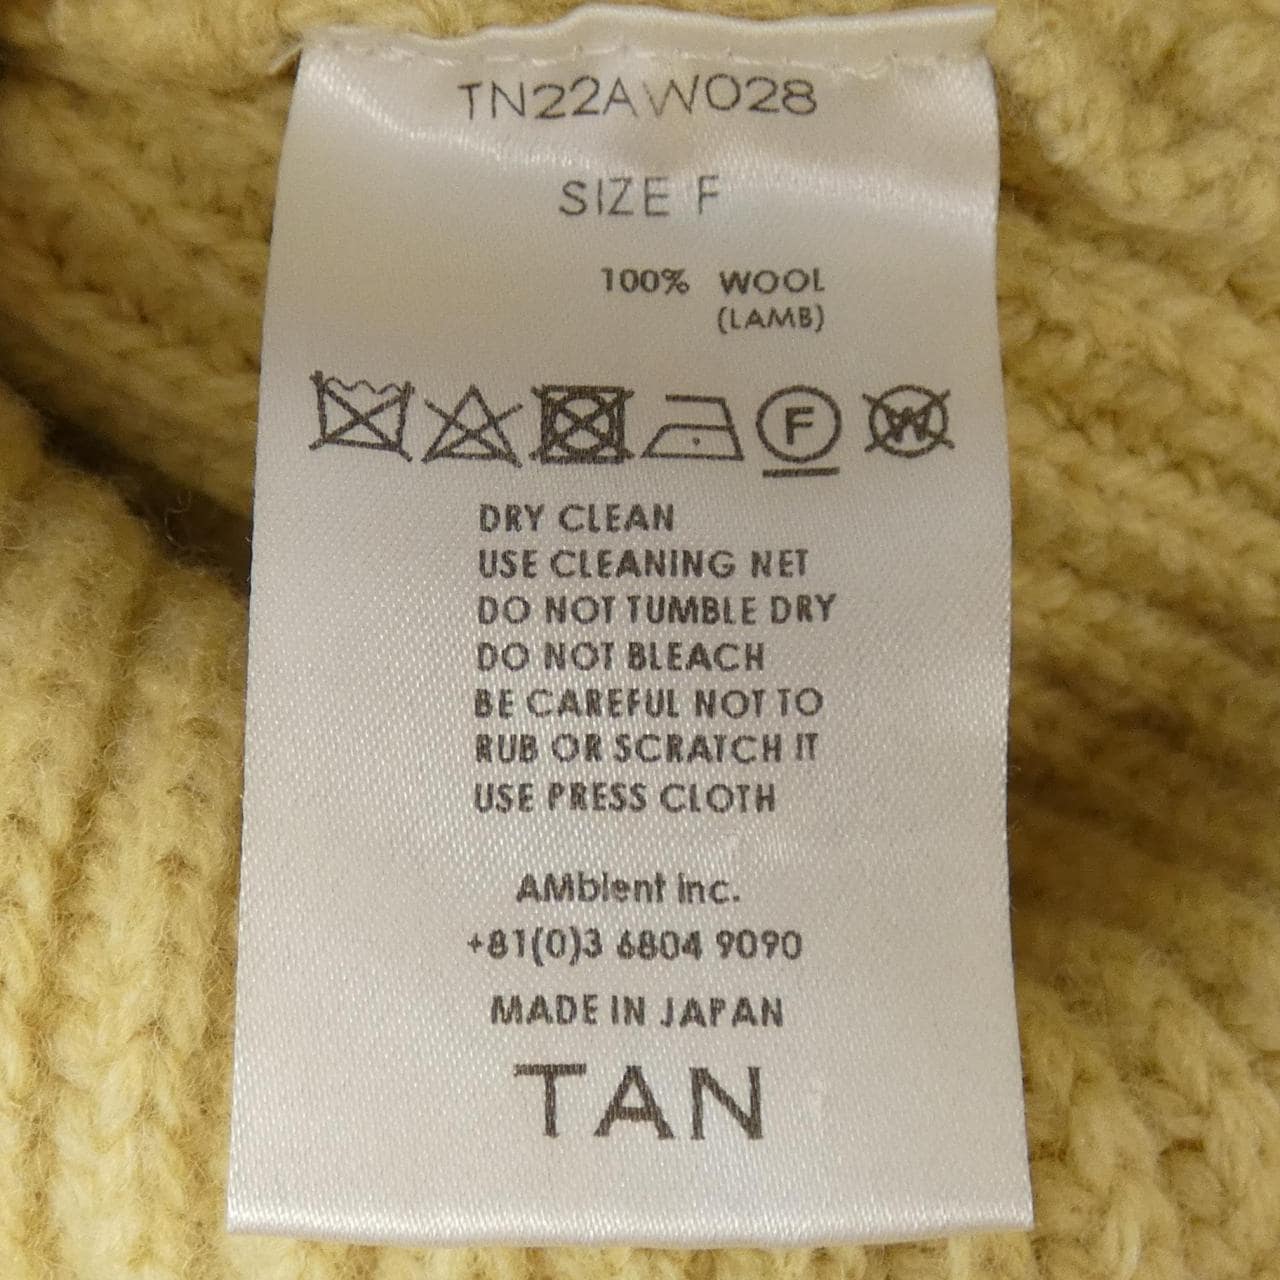 TN22AW028
SIZE F
100% WOOL
(LAMB)
F W
DRY CLEAN
USE CLEANING NET
DO NOT TUMBLE DRY
DO NOT BLEACH
BE CAREFUL NOT TO
RUB OR SCRATCH IT
USE PRESS CLOTH
AMbient inc.
+81(0)3 6804 9090
MADE IN JAPAN
TAN